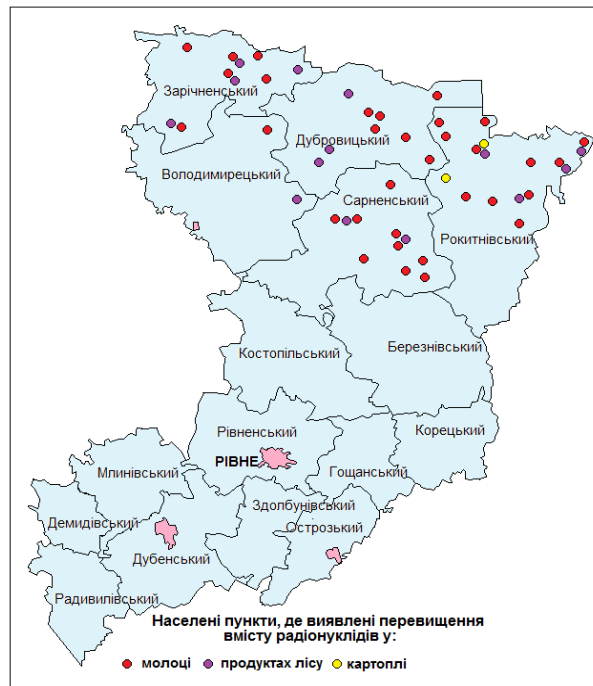 Зарічненський
Дубровицький
Володимирецький
Сарненський
Рокитнівський
Костопільський
Березнівський
Рівненський
Корецький
РІВНЕ
Гощанський
Млинівський
Здолбунівський
Демидівський
Острозький
Дубенський
Радивилівський
Населені пункти, де виявлені перевищення
вмісту радіонуклідів у:
молоці продуктах лісу картоплі